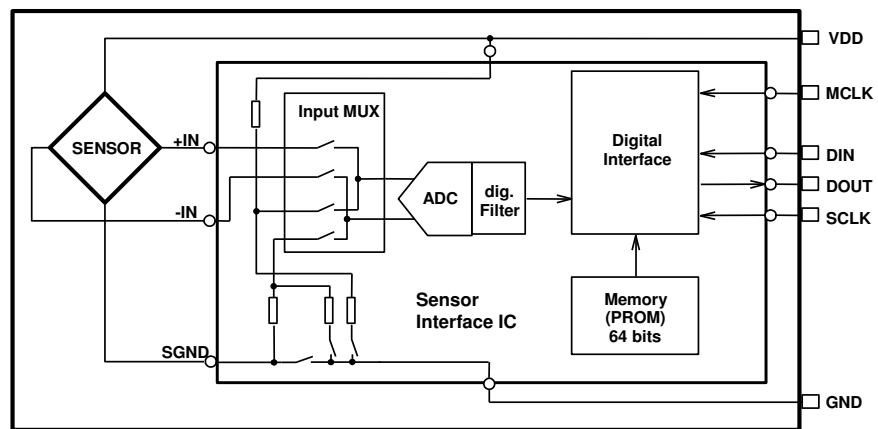 VDD
MCLK
Input MUX
+IN
SENSOR
Digital
Interface
DIN
ADC
dig.
Filter
DOUT
-IN
SCLK
Sensor
Interface IC
Memory
(PROM)
64 bits
SGND
GND